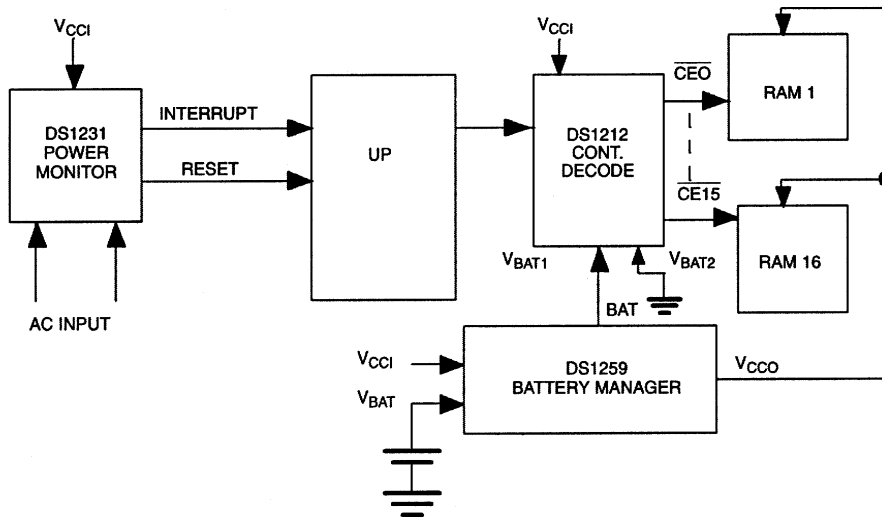 VCCI
DS1231
POWER
MONITOR
INTERRUPT
RESET
AC INPUT
UP
VCCI
DS1212
CONT.
DECODE
CEO
CE15
RAM 1
RAM 16
VBAT1
VBAT2
BAT
VCCI
VBAT
DS1259
BATTERY MANAGER
VCCO